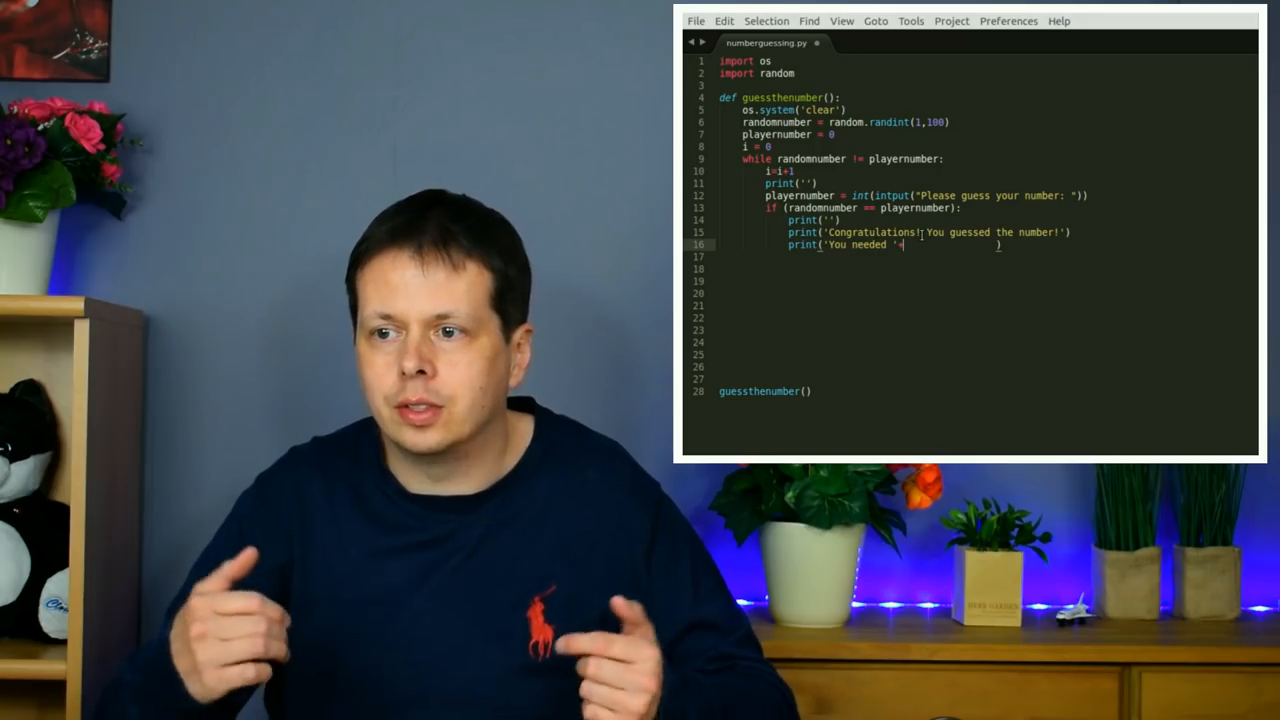 File Edit Selection Find View Goto Tools Project Preferences Help
numberguessing.py
1 import os
2 import random
3
4 def guessthenumber():
5 os.system('clear')
6 randomnumber = random.randint(1,100)
7 playernumber = 0
8 i = 0
9 while randomnumber != playernumber:
10 i=i+1
11 print('')
12 playernumber = int(intput("Please guess your number: "))
13 if (randomnumber == playernumber):
14 print('')
15 print('Congratulations! You guessed the number!')
16 print('You needed '+ )
17
18
19
20
21
22
23
24
25
26
27
28 guessthenumber()
HERB GARDEN